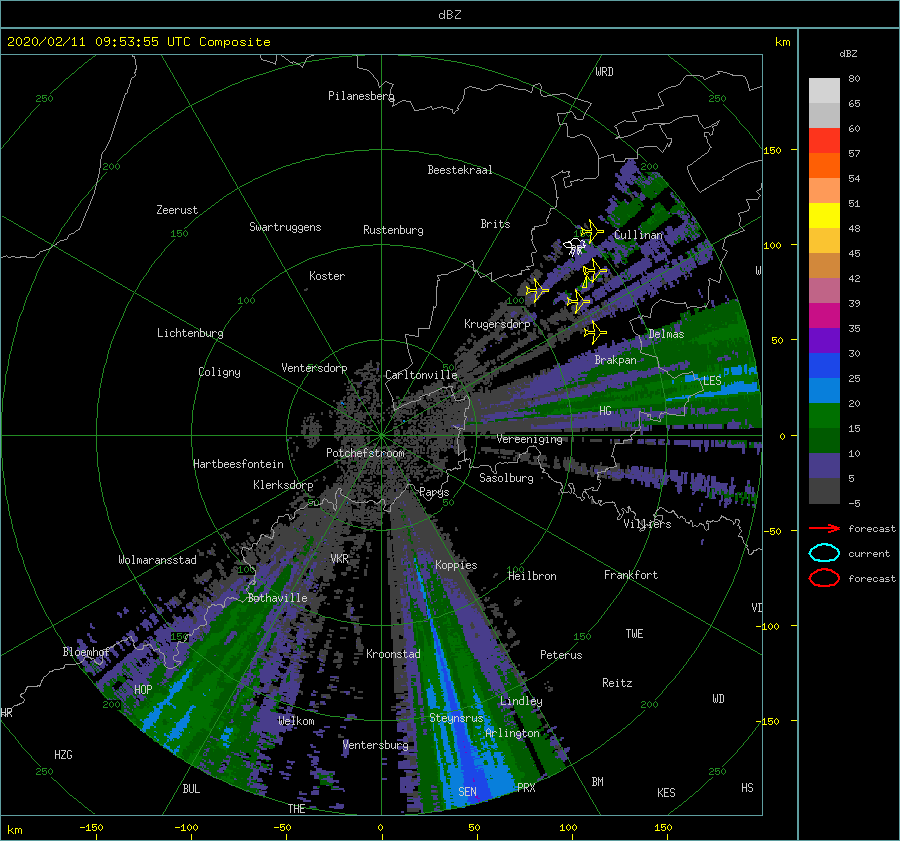 dBZ
2020/02/11 09:53:55 UTC Composite
km
dBZ
WRD
250
Pilanesberg
250
80
65
60
57
54
51
48
45
42
39
35
30
25
20
15
10
5
-5
150
200
200
Beestekraal
Zeerust
150
Swartruggens
Rustenburg
Brits
Cullinan
100
W
Koster
100
100
Krugersdorp
Lichtenburg
Delmas
50
Ventersdorp
Coligny
Carltonville
50
Brakpan
LES
HG
Vereeniging
0
Potchefstroom
Hartbeesfontein
Klerksdorp
Sasolburg
Parys
50
50
Villiers
-50
forecast
current
forecast
Wolmaransstad
VKR
100
Koppies
100
Heilbron
Frankfort
Bothaville
VI
-100
150
150
TWE
Bloemhof
Kroonstad
Peterus
HOP
Reitz
HR
200
Lindley
200
WD
Welkom
Steynsrus
-150
Arlington
Ventersburg
HZG
250
250
BUL
SEN
PRX
BM
KES
HS
THE
km
-150
-100
-50
0
50
100
150